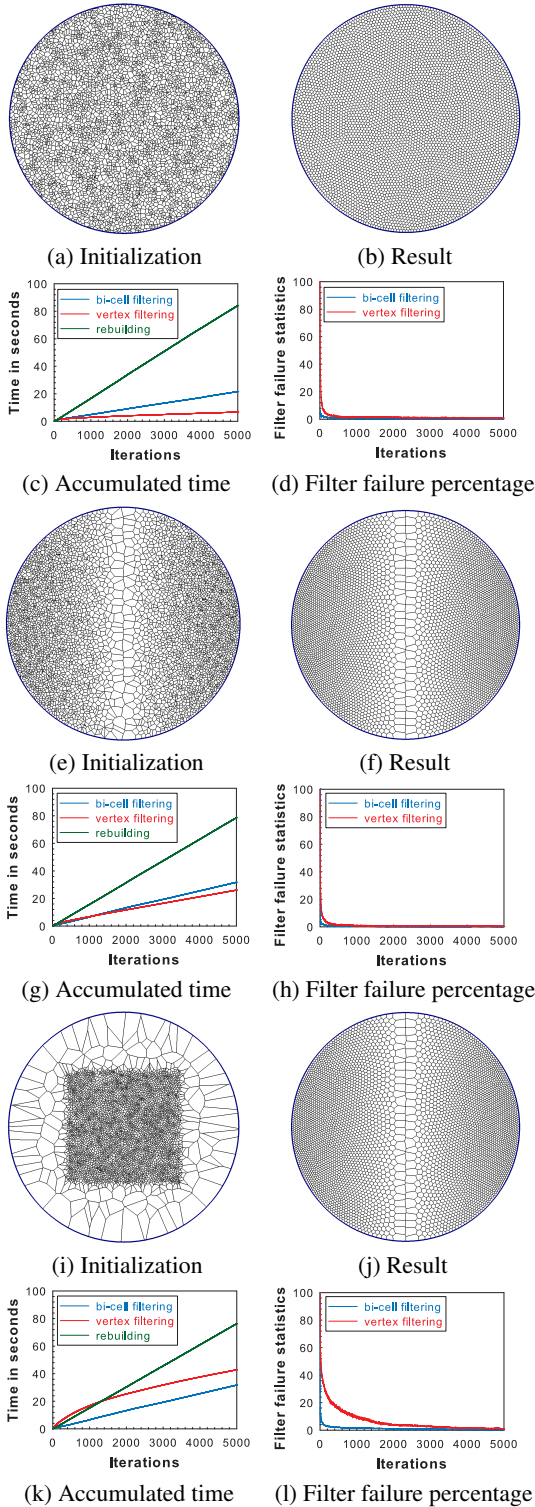 (a) Initialization
(b) Result
Time in seconds
100
80
60
40
20
0
bi-cell filtering
vertex filtering
rebuilding
0 1000 2000 3000 4000 5000
Iterations
Filter failure statistics
100
80
60
40
20
0
bi-cell filtering
vertex filtering
0 1000 2000 3000 4000 5000
Iterations
(c) Accumulated time
(d) Filter failure percentage
(e) Initialization
(f) Result
Time in seconds
100
80
60
40
20
0
bi-cell filtering
vertex filtering
rebuilding
0 1000 2000 3000 4000 5000
Iterations
Filter failure statistics
100
80
60
40
20
0
bi-cell filtering
vertex filtering
0 1000 2000 3000 4000 5000
Iterations
(g) Accumulated time
(h) Filter failure percentage
(i) Initialization
(j) Result
Time in seconds
100
80
60
40
20
0
bi-cell filtering
vertex filtering
rebuilding
0 1000 2000 3000 4000 5000
Iterations
Filter failure statistics
100
80
60
40
20
0
bi-cell filtering
vertex filtering
0 1000 2000 3000 4000 5000
Iterations
(k) Accumulated time
(l) Filter failure percentage